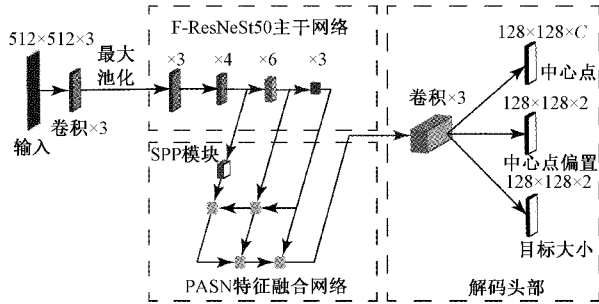 F-ResNeSt50主干网络
512×512×3
最大
池化
×3
×4
×6
×3
卷积×3
输入
SPP模块
PASN特征融合网络
卷积×3
128×128×C
中心点
128×128×2
中心点偏置
128×128×2
目标大小
解码头部